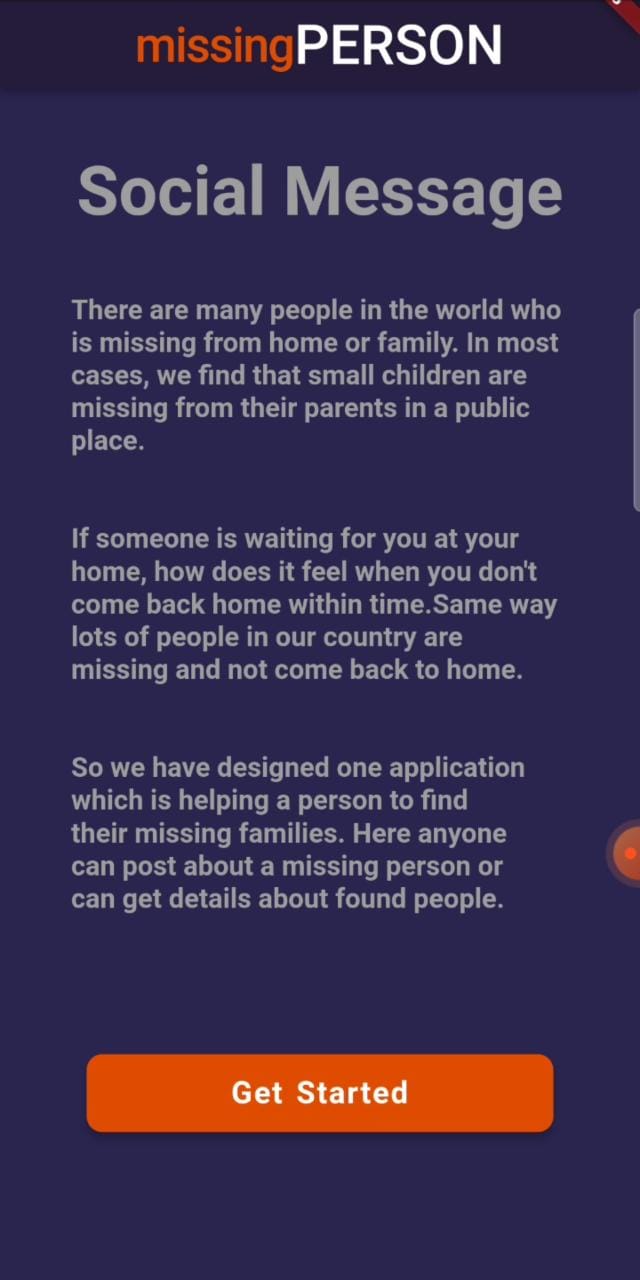 missingPERSON
Social Message
There are many people in the world who
is missing from home or family. In most
cases, we find that small children are
missing from their parents in a public
place.
If someone is waiting for you at your
home, how does it feel when you don't
come back home within time.Same way
lots of people in our country are
missing and not come back to home.
So we have designed one application
which is helping a person to find
their missing families. Here anyone
can post about a missing person or
can get details about found people.
Get Started